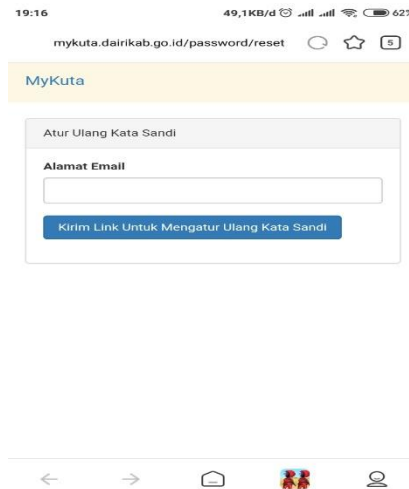 19:16 49,1KB/d 62%
mykuta.dairikab.go.id/password/reset 5
MyKuta
Atur Ulang Kata Sandi
Alamat Email
Kirim Link Untuk Mengatur Ulang Kata Sandi